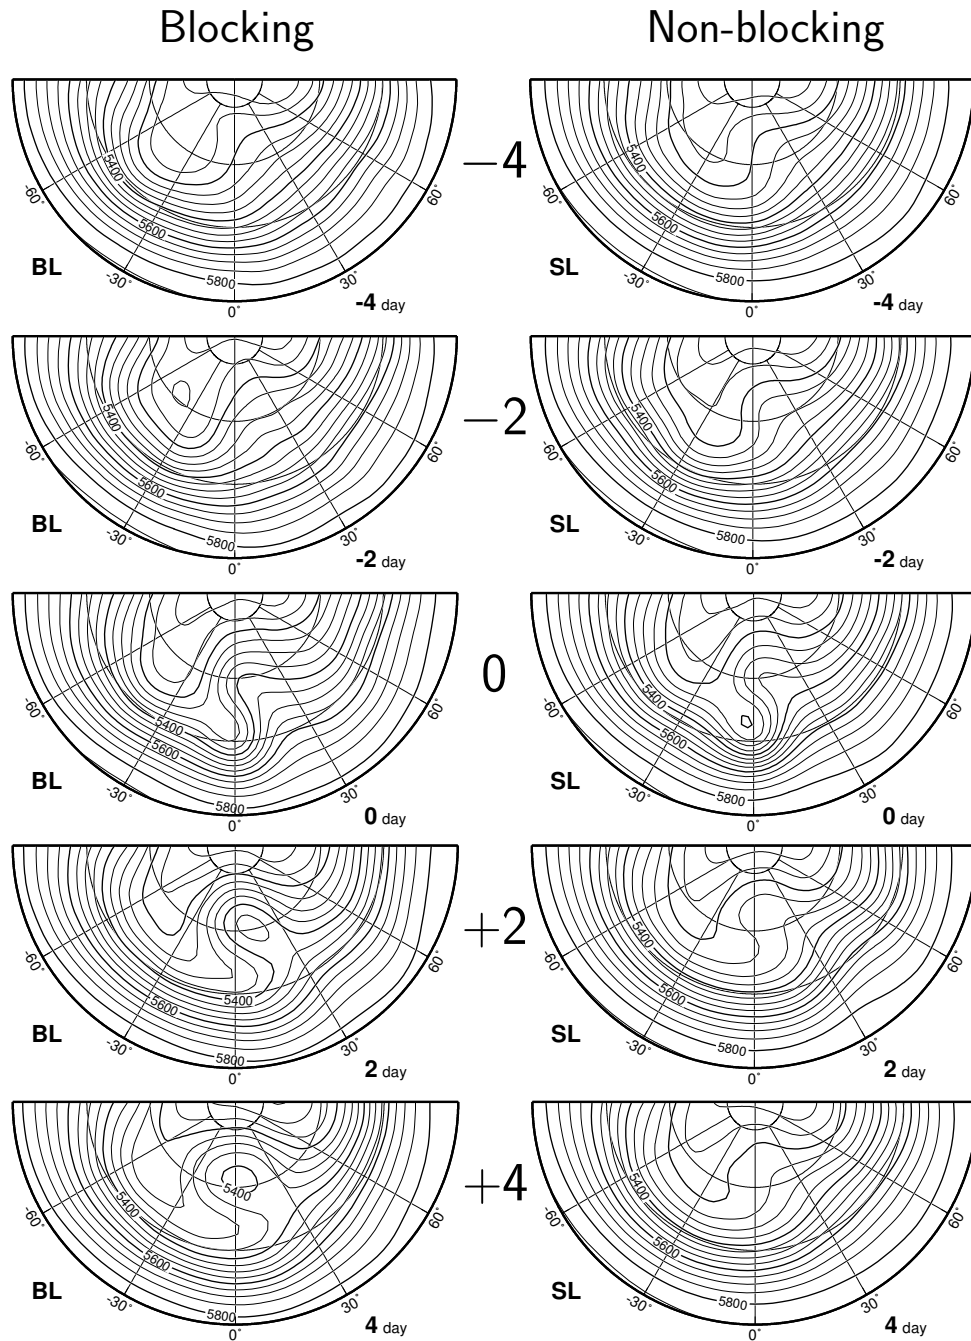 Blocking Non-blocking
5400 5400
-60° 60° -60° 60°
5600 5600
BL 5800 SL 5800
-30° 30° -30° 30°
0° -4 day 0° -4 day
−4
5400 5400
-60° 60° -60° 60°
5600 5600
BL 5800 SL 5800
-30° 30° -30° 30°
0° -2 day 0° -2 day
−2
5400 5400
-60° 60° -60° 60°
5600 5600
BL 5800 SL 5800
-30° 30° -30° 30°
0° 0 day 0° 0 day
0
5400 5400
-60° 60° -60° 60°
5600 5600
BL 5800 SL 5800
-30° 30° -30° 30°
0° 2 day 0° 2 day
+2
5400 5400
-60° 60° -60° 60°
5400
5600 5600
BL 5800 SL 5800
-30° 30° -30° 30°
0° 4 day 0° 4 day
+4